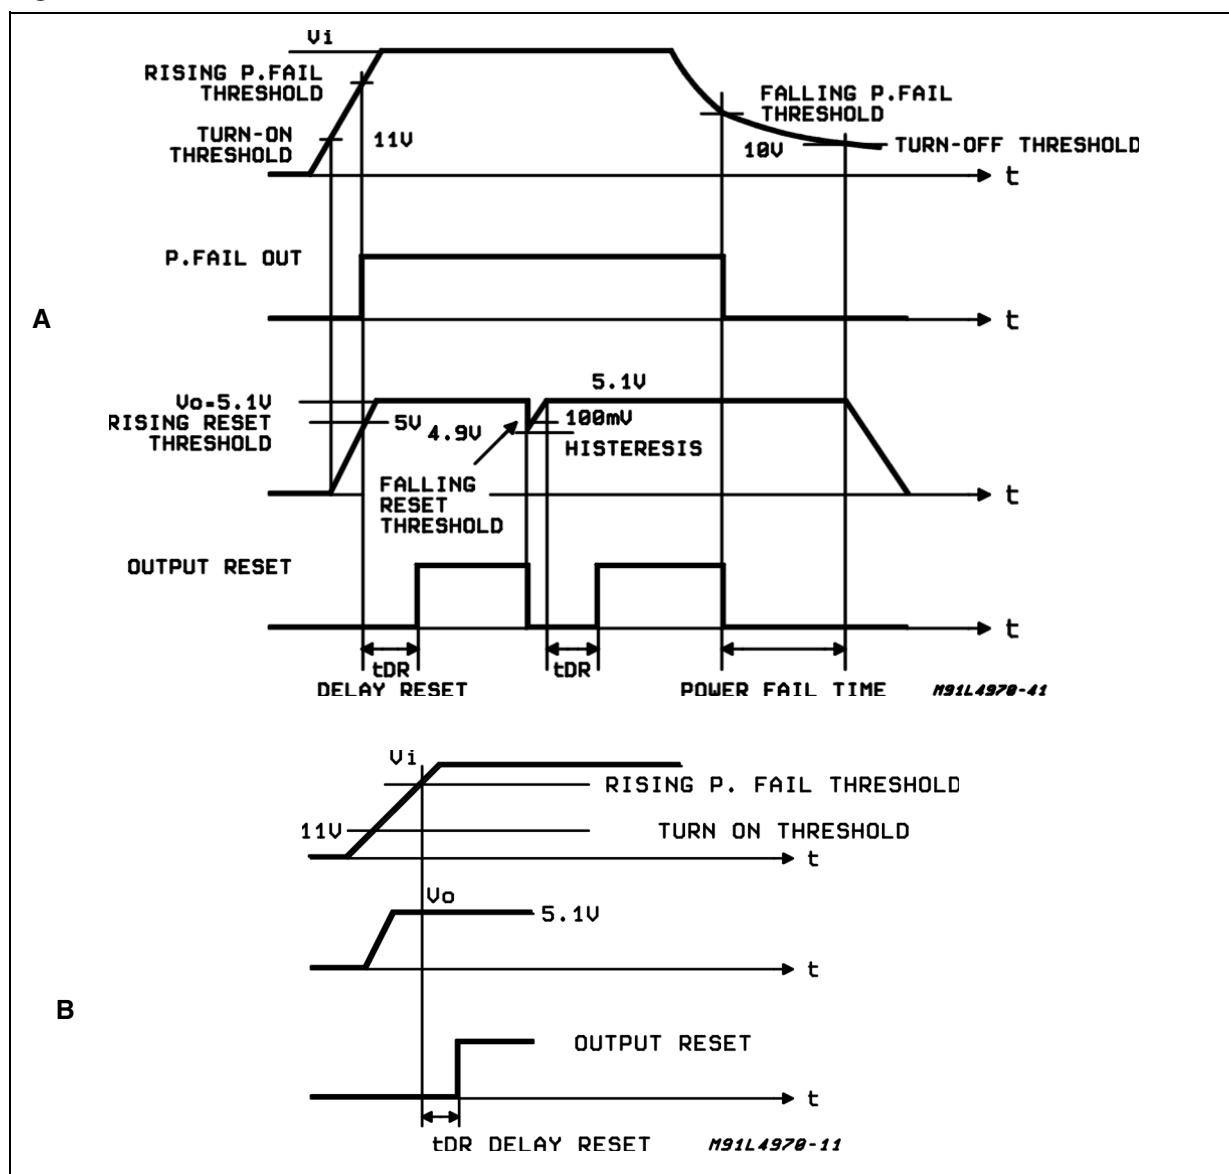 Vi
RISING P.FAIL
THRESHOLD
TURN-ON
THRESHOLD
11V
FALLING P.FAIL
THRESHOLD
10V
TURN-OFF THRESHOLD
t
P.FAIL OUT
A
t
Vo=5.1V
RISING RESET
THRESHOLD
5V
4.9V
5.1V
100mV
HISTERESIS
FALLING
RESET
THRESHOLD
t
OUTPUT RESET
t
tDR
tDR
DELAY RESET
POWER FAIL TIME
M91L4970-41
Vi
RISING P. FAIL THRESHOLD
11V
TURN ON THRESHOLD
t
Vo
5.1V
t
B
OUTPUT RESET
t
tDR DELAY RESET
M91L4970-11